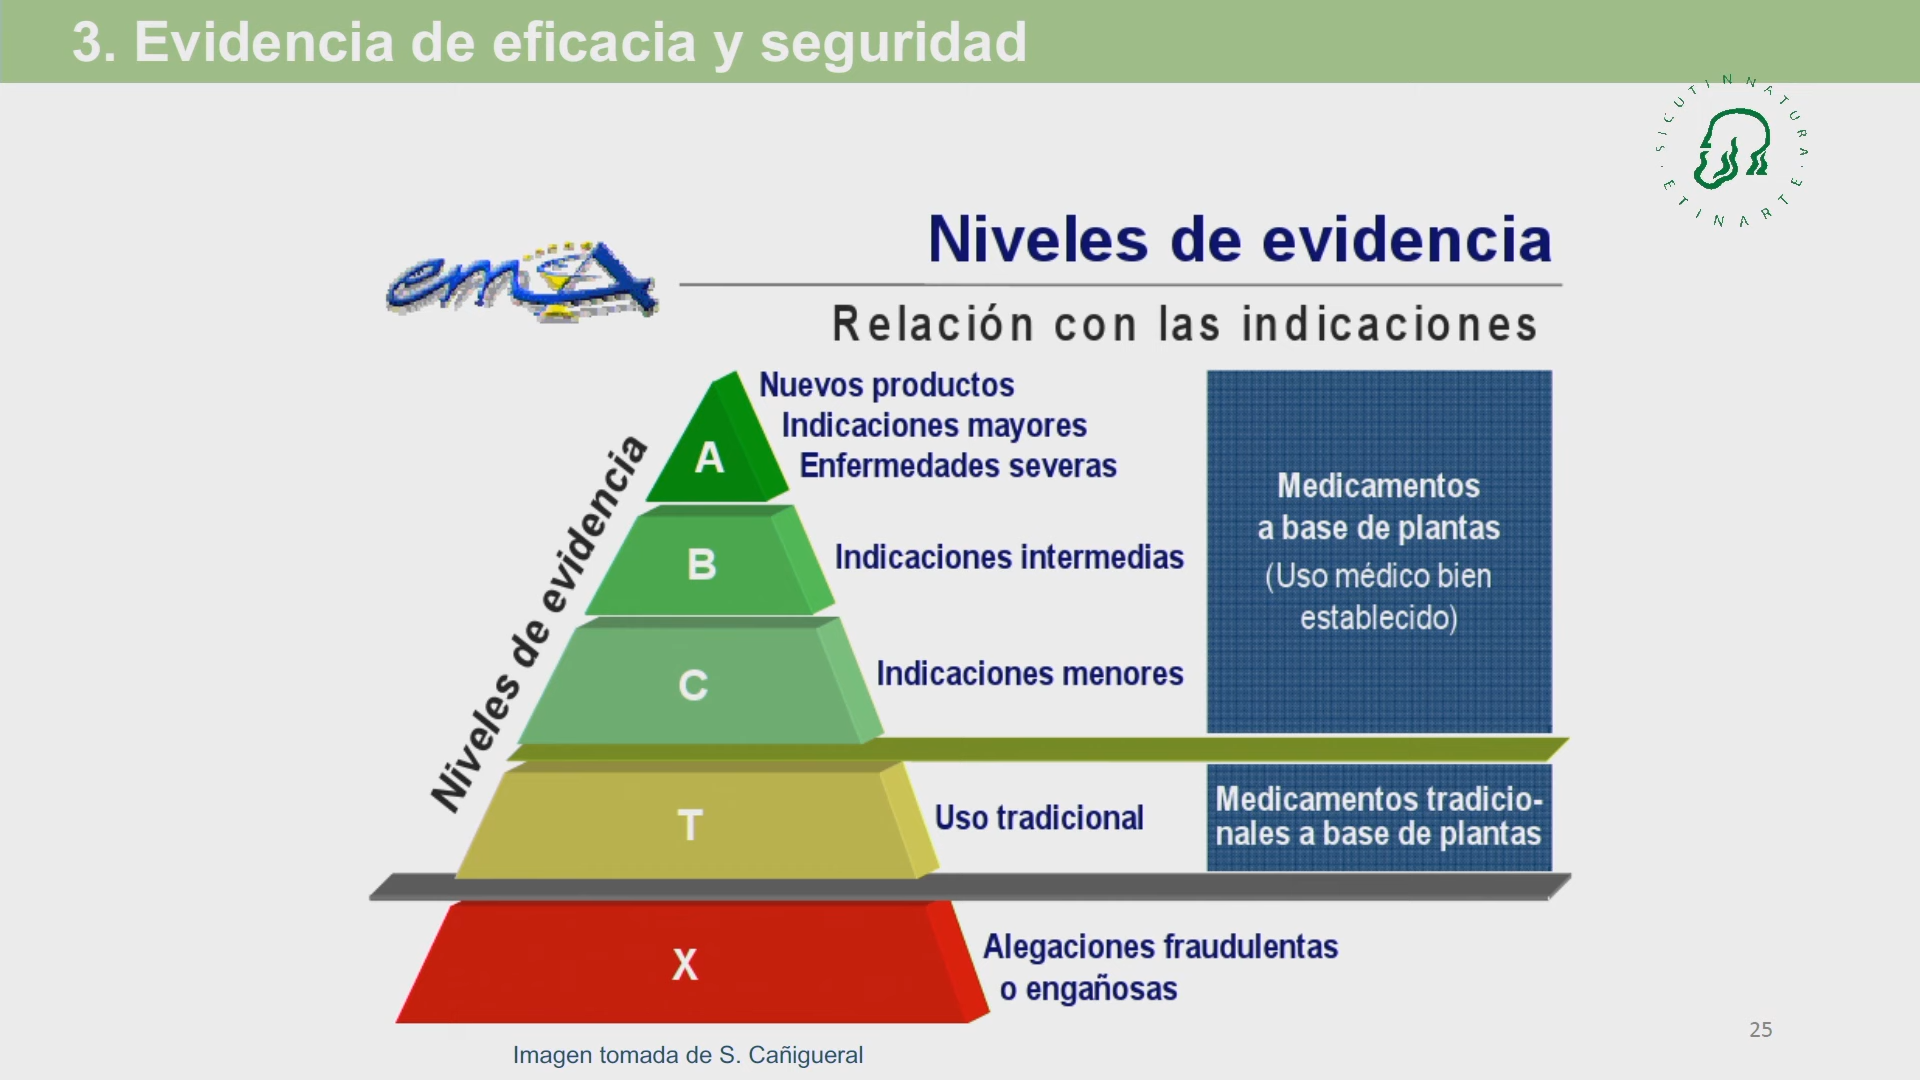 3. Evidencia de eficacia y seguridad
SICUT IN NATURA · ET IN ARTE ·
ema
Niveles de evidencia
Relación con las indicaciones
Niveles de evidencia
A
Nuevos productos
Indicaciones mayores
Enfermedades severas
B
Indicaciones intermedias
C
Indicaciones menores
Medicamentos
a base de plantas
(Uso médico bien
establecido)
T
Uso tradicional
Medicamentos tradicio-
nales a base de plantas
X
Alegaciones fraudulentas
o engañosas
Imagen tomada de S. Cañigueral
25